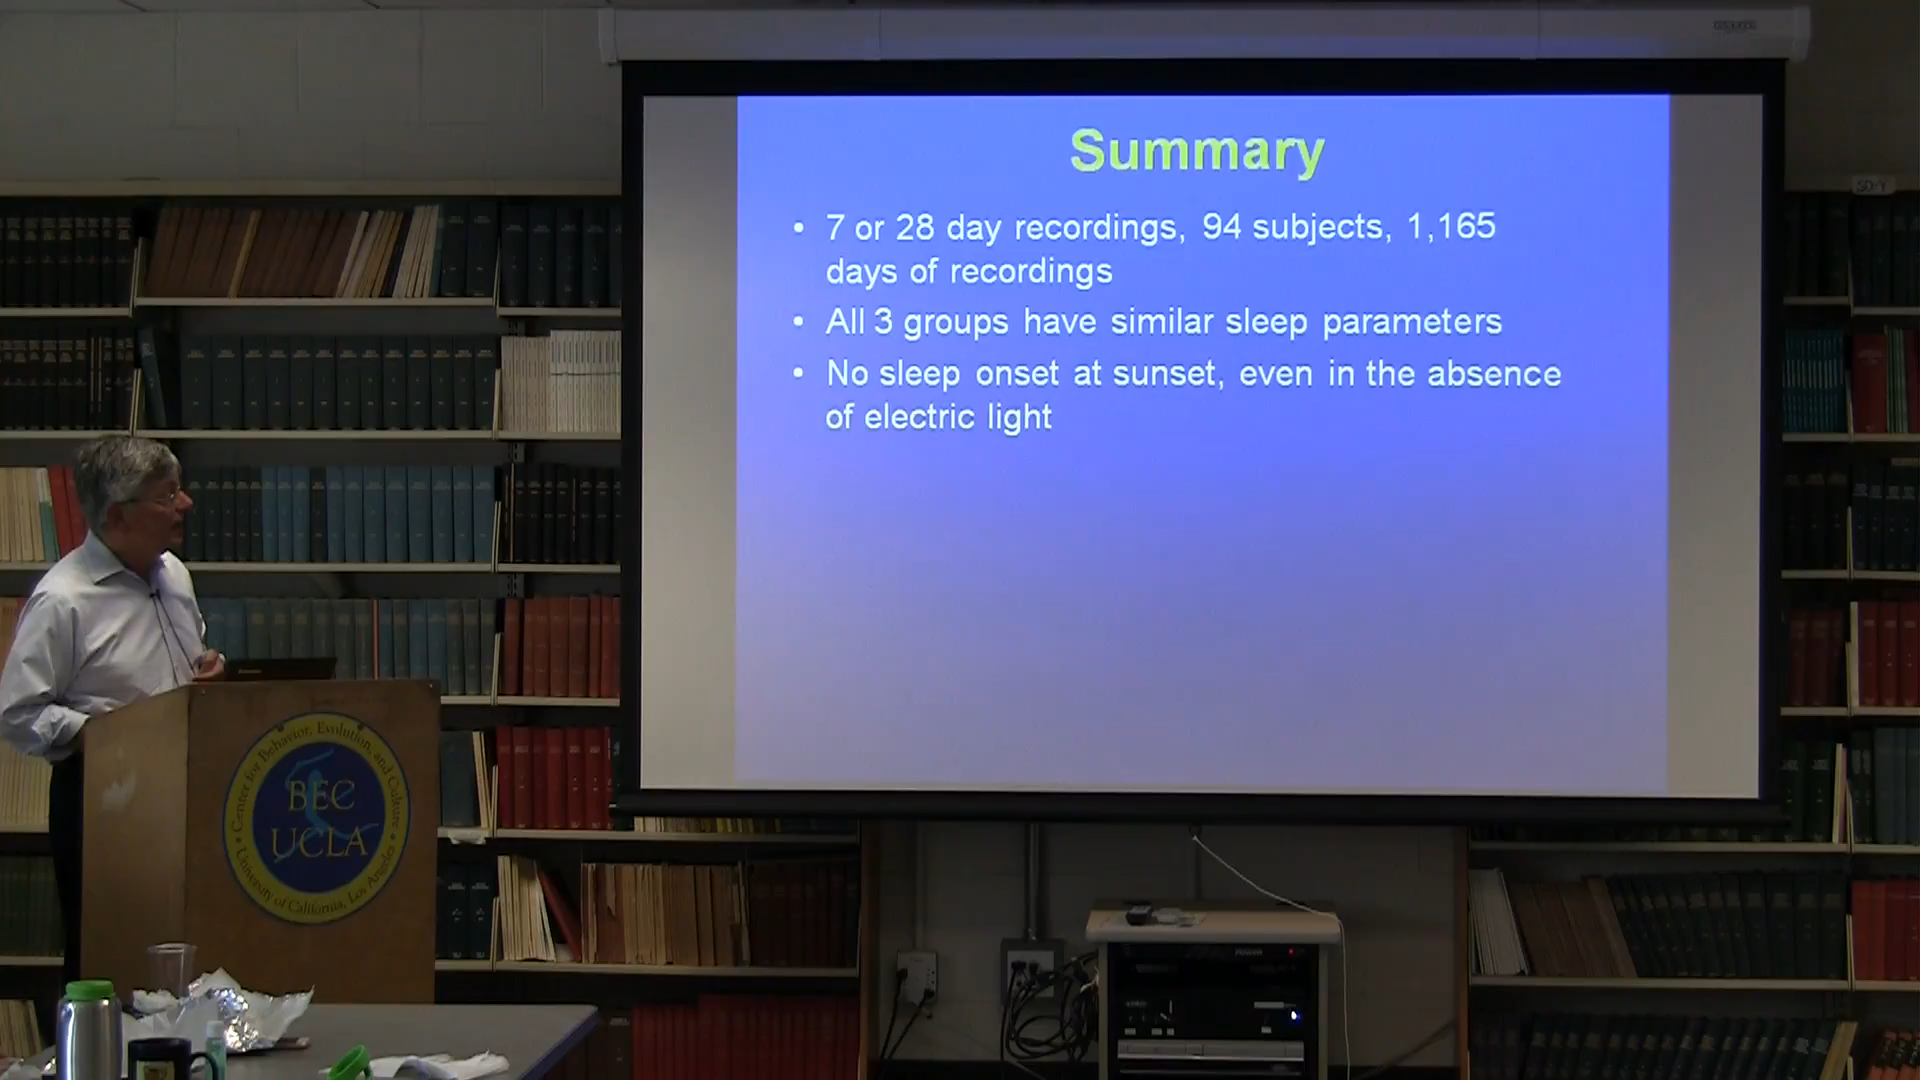 Summary
• 7 or 28 day recordings, 94 subjects, 1,165
days of recordings
• All 3 groups have similar sleep parameters
• No sleep onset at sunset, even in the absence
of electric light
SD-Y
Center for Behavior, Evolution, and Culture
BEC
UCLA
University of California, Los Angeles